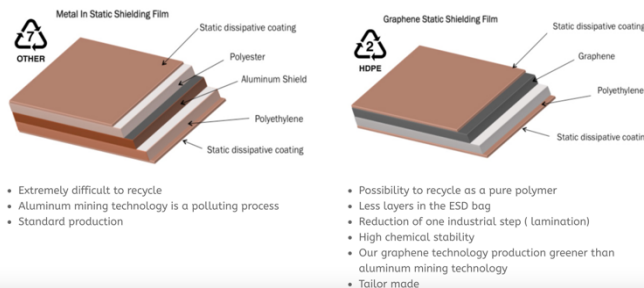 Metal In Static Shielding Film
7
OTHER
Static dissipative coating
Polyester
Aluminum Shield
Polyethylene
Static dissipative coating
• Extremely difficult to recycle
• Aluminum mining technology is a polluting process
• Standard production
Graphene Static Shielding Film
2
HDPE
Static dissipative coating
Graphene
Polyethylene
Static dissipative coating
• Possibility to recycle as a pure polymer
• Less layers in the ESD bag
• Reduction of one industrial step ( lamination)
• High chemical stability
• Our graphene technology production greener than
aluminum mining technology
• Tailor made